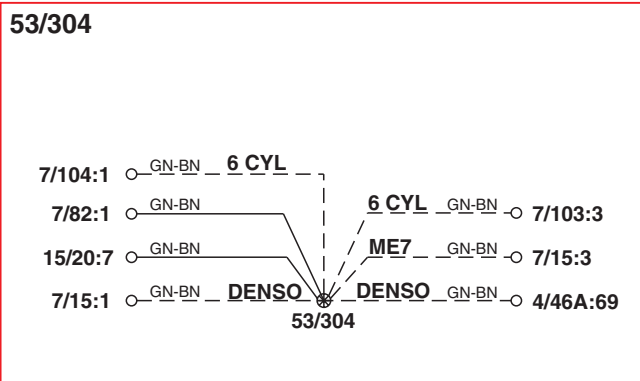 53/304
7/104:1 GN-BN 6 CYL
7/82:1 GN-BN 6 CYL GN-BN 7/103:3
15/20:7 GN-BN ME7 GN-BN 7/15:3
7/15:1 GN-BN DENSO DENSO GN-BN 4/46A:69
53/304